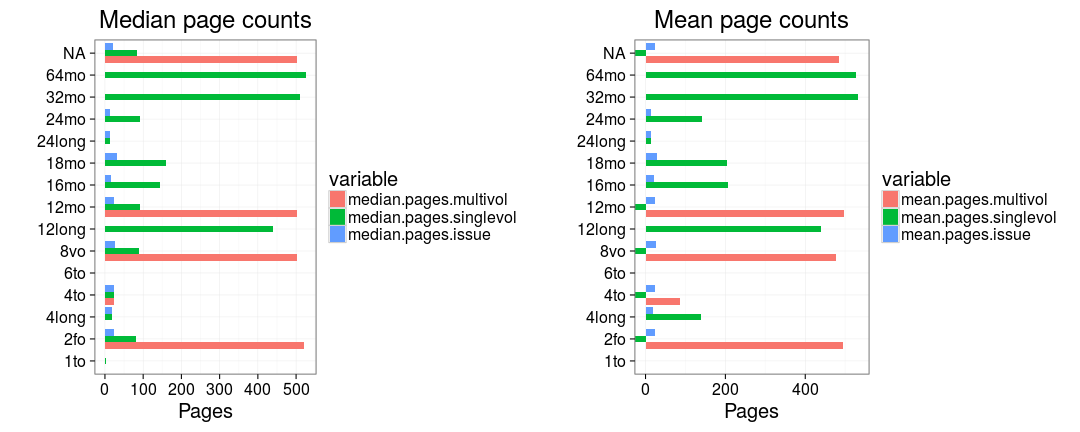 Median page counts
NA
64mo
32mo
24mo
24long
18mo
16mo
12mo
12long
8vo
6to
4to
4long
2fo
1to
0 100 200 300 400 500
Pages
variable
median.pages.multivol
median.pages.singlevol
median.pages.issue
Mean page counts
NA
64mo
32mo
24mo
24long
18mo
16mo
12mo
12long
8vo
6to
4to
4long
2fo
1to
0 200 400
Pages
variable
mean.pages.multivol
mean.pages.singlevol
mean.pages.issue